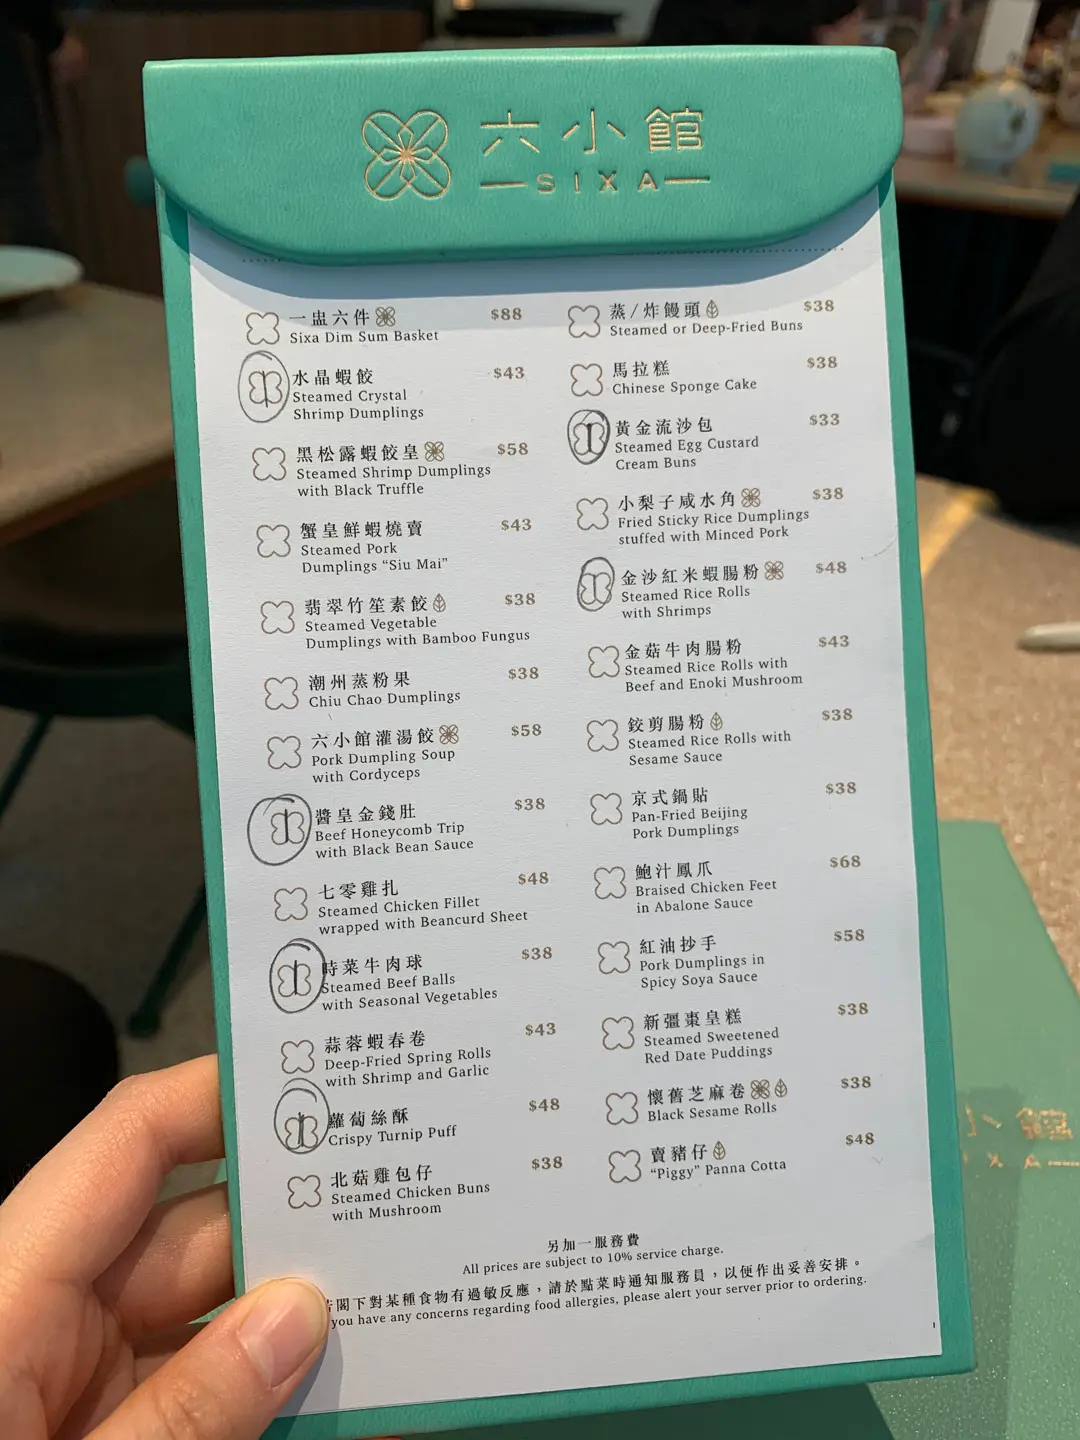 六小館
SIXA
一盅六件 $88
Sixa Dim Sum Basket
水晶蝦餃 $43
Steamed Crystal
Shrimp Dumplings
黑松露蝦餃皇 $58
Steamed Shrimp Dumplings
with Black Truffle
蟹皇鮮蝦燒賣 $43
Steamed Pork
Dumplings “Siu Mai”
翡翠竹笙素餃 $38
Steamed Vegetable
Dumplings with Bamboo Fungus
潮州蒸粉果 $38
Chiu Chao Dumplings
六小館灌湯餃 $58
Pork Dumpling Soup
with Cordyceps
醬皇金錢肚 $38
Beef Honeycomb Trip
with Black Bean Sauce
七零雞扎 $48
Steamed Chicken Fillet
wrapped with Beancurd Sheet
時菜牛肉球 $38
Steamed Beef Balls
with Seasonal Vegetables
蒜蓉蝦春卷 $43
Deep-Fried Spring Rolls
with Shrimp and Garlic
蘿蔔絲酥 $48
Crispy Turnip Puff
北菇雞包仔 $38
Steamed Chicken Buns
with Mushroom
蒸/炸饅頭 $38
Steamed or Deep-Fried Buns
馬拉糕 $38
Chinese Sponge Cake
黃金流沙包 $33
Steamed Egg Custard
Cream Buns
小梨子咸水角 $38
Fried Sticky Rice Dumplings
stuffed with Minced Pork
金沙紅米蝦腸粉 $48
Steamed Rice Rolls
with Shrimps
金菇牛肉腸粉 $43
Steamed Rice Rolls with
Beef and Enoki Mushroom
鉸剪腸粉 $38
Steamed Rice Rolls with
Sesame Sauce
京式鍋貼 $38
Pan-Fried Beijing
Pork Dumplings
鮑汁鳳爪 $68
Braised Chicken Feet
in Abalone Sauce
紅油抄手 $58
Pork Dumplings in
Spicy Soya Sauce
新疆棗皇糕 $38
Steamed Sweetened
Red Date Puddings
懷舊芝麻卷 $38
Black Sesame Rolls
賣豬仔 $48
“Piggy” Panna Cotta
另加一服務費
All prices are subject to 10% service charge.
閣下對某種食物有過敏反應，請於點菜時通知服務員，以便作出妥善安排。
you have any concerns regarding food allergies, please alert your server prior to ordering.
小館
X A